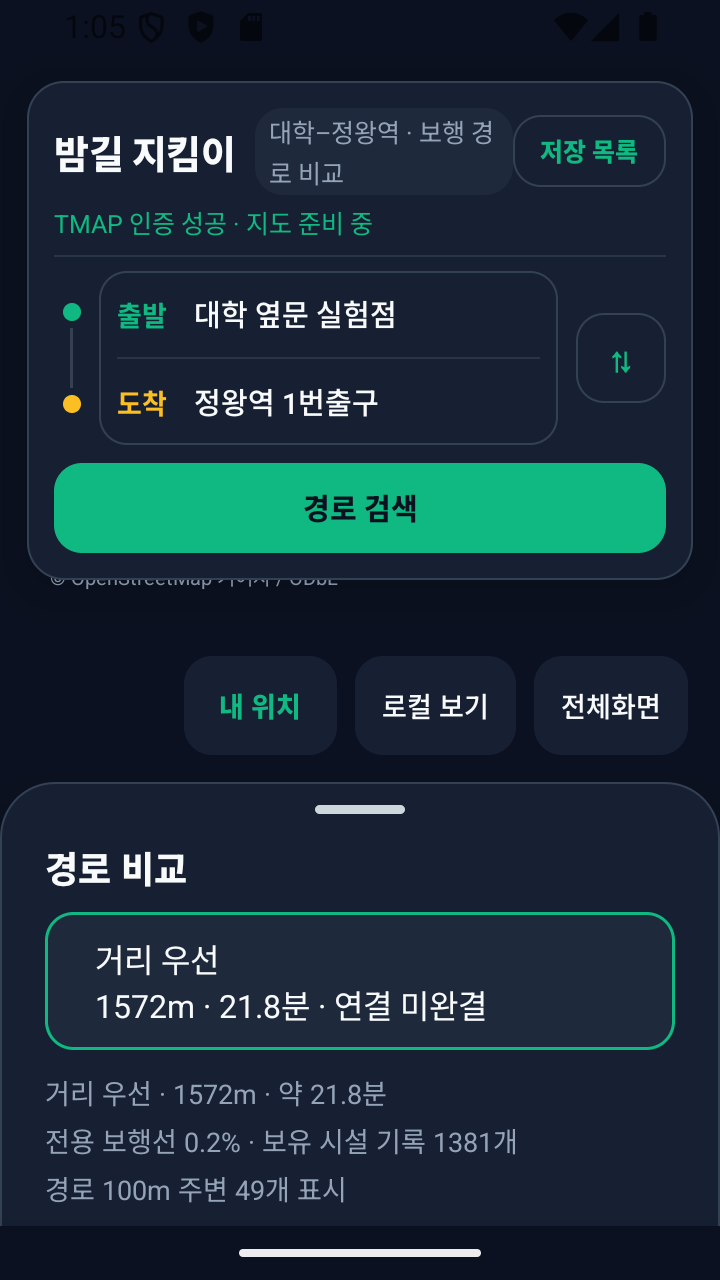 1:05
밤길 지킴이
대학–정왕역 · 보행 경
로 비교
저장 목록
TMAP 인증 성공 · 지도 준비 중
출발 대학 옆문 실험점
도착 정왕역 1번출구
경로 검색
© OpenStreetMap 기여자 / ODbL
내 위치
로컬 보기
전체화면
경로 비교
거리 우선
1572m · 21.8분 · 연결 미완결
거리 우선 · 1572m · 약 21.8분
전용 보행선 0.2% · 보유 시설 기록 1381개
경로 100m 주변 49개 표시